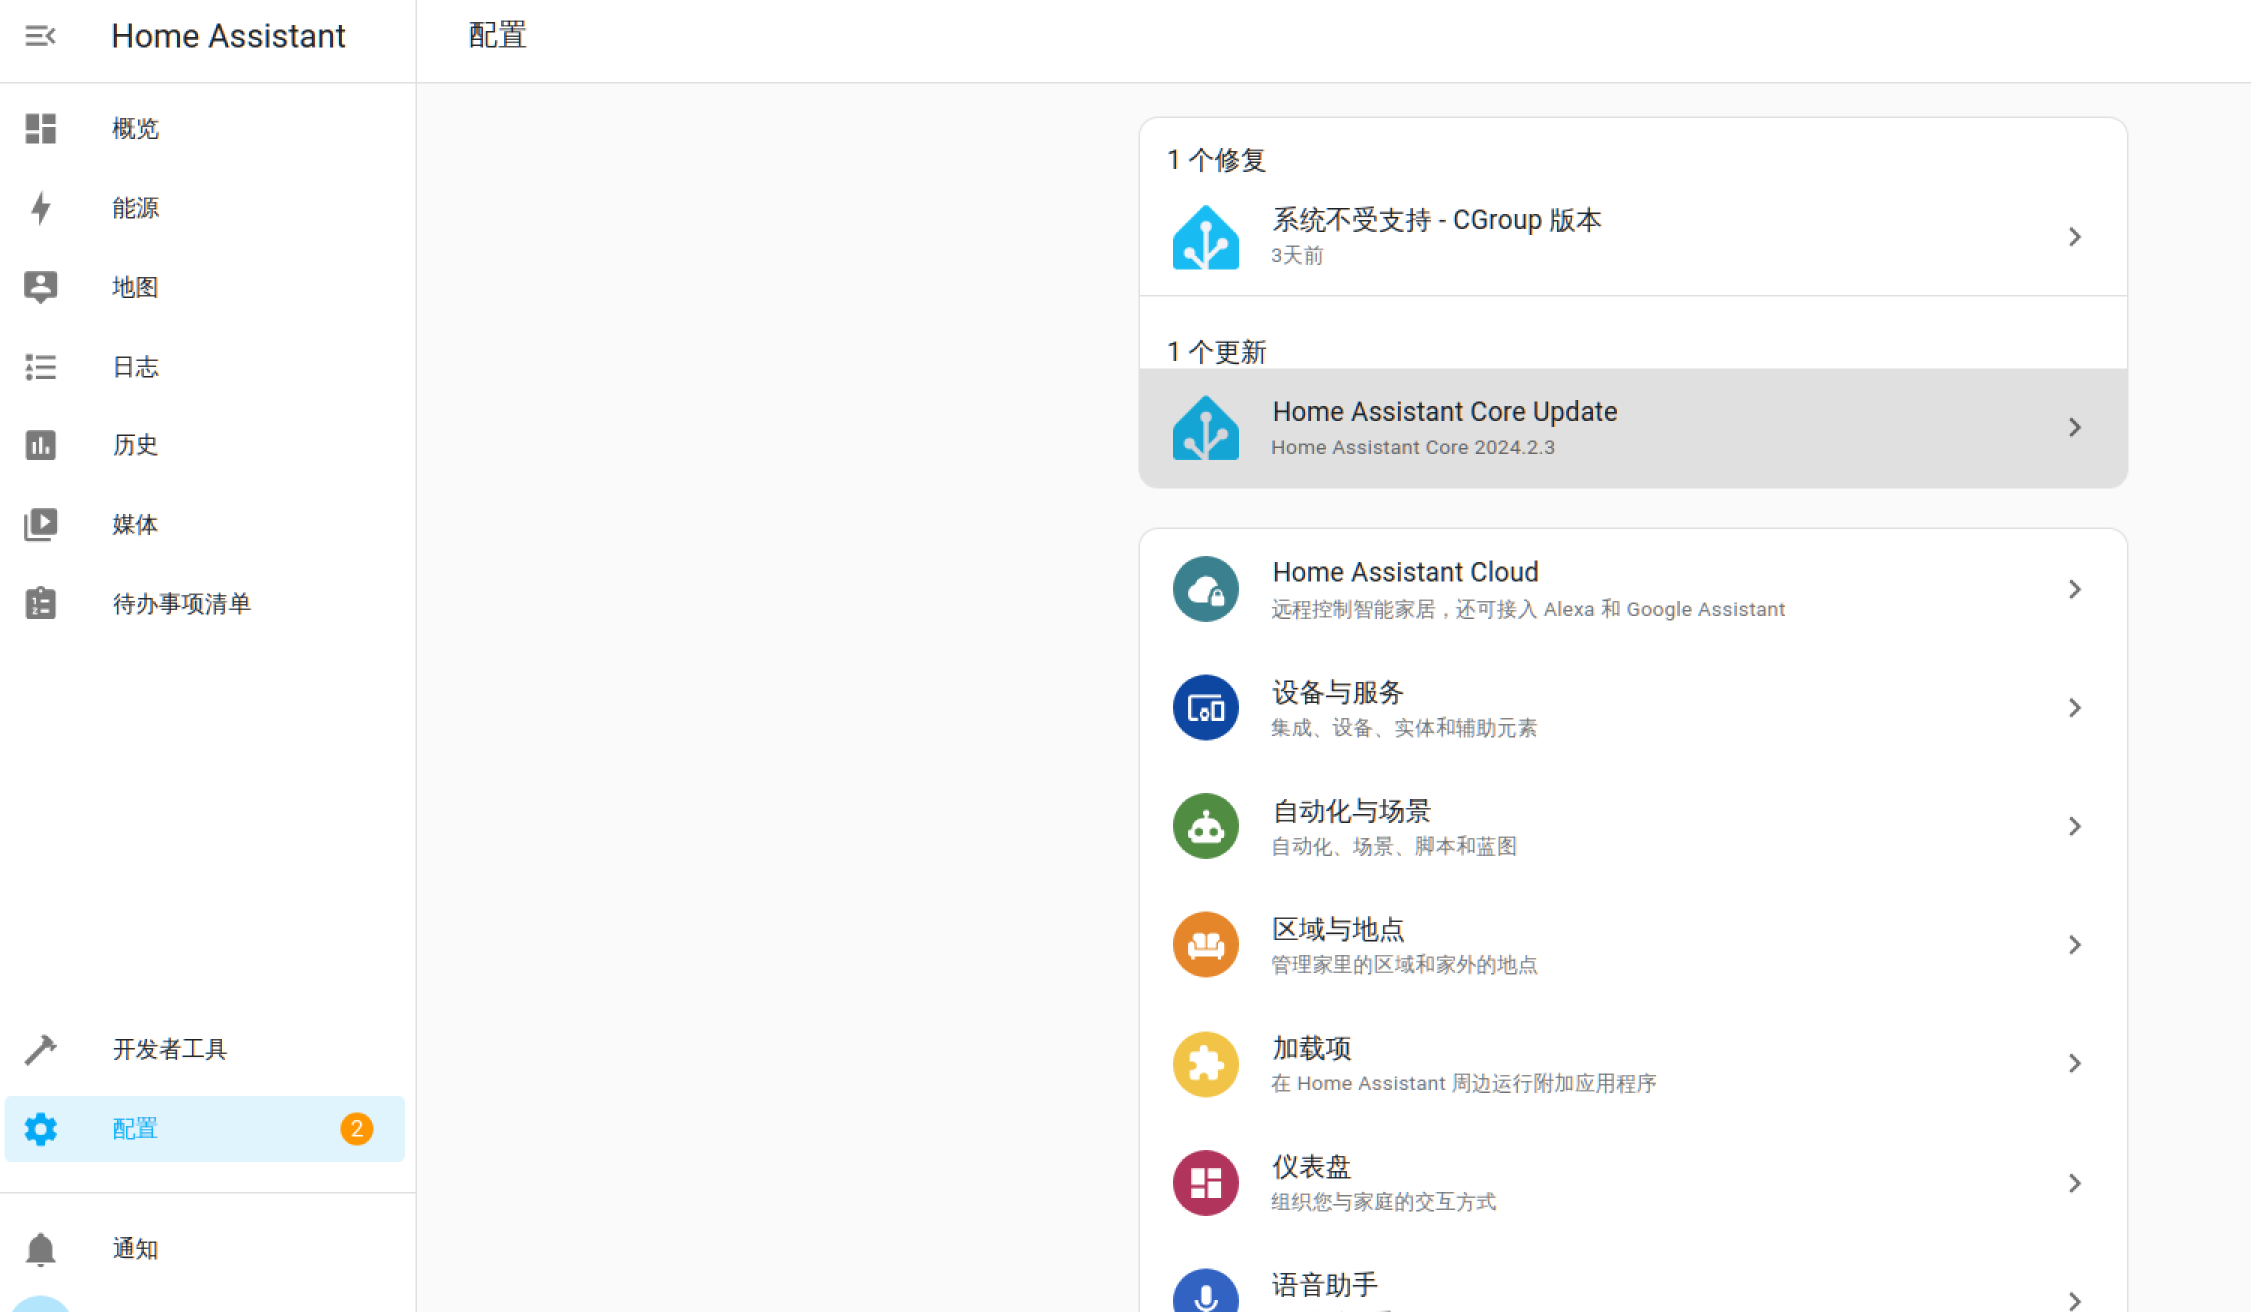 Home Assistant
配置
概览
能源
地图
日志
历史
媒体
待办事项清单
开发者工具
配置
2
通知
1 个修复
系统不受支持 - CGroup 版本
3天前
1 个更新
Home Assistant Core Update
Home Assistant Core 2024.2.3
Home Assistant Cloud
远程控制智能家居，还可接入 Alexa 和 Google Assistant
设备与服务
集成、设备、实体和辅助元素
自动化与场景
自动化、场景、脚本和蓝图
区域与地点
管理家里的区域和家外的地点
加载项
在 Home Assistant 周边运行附加应用程序
仪表盘
组织您与家庭的交互方式
语音助手